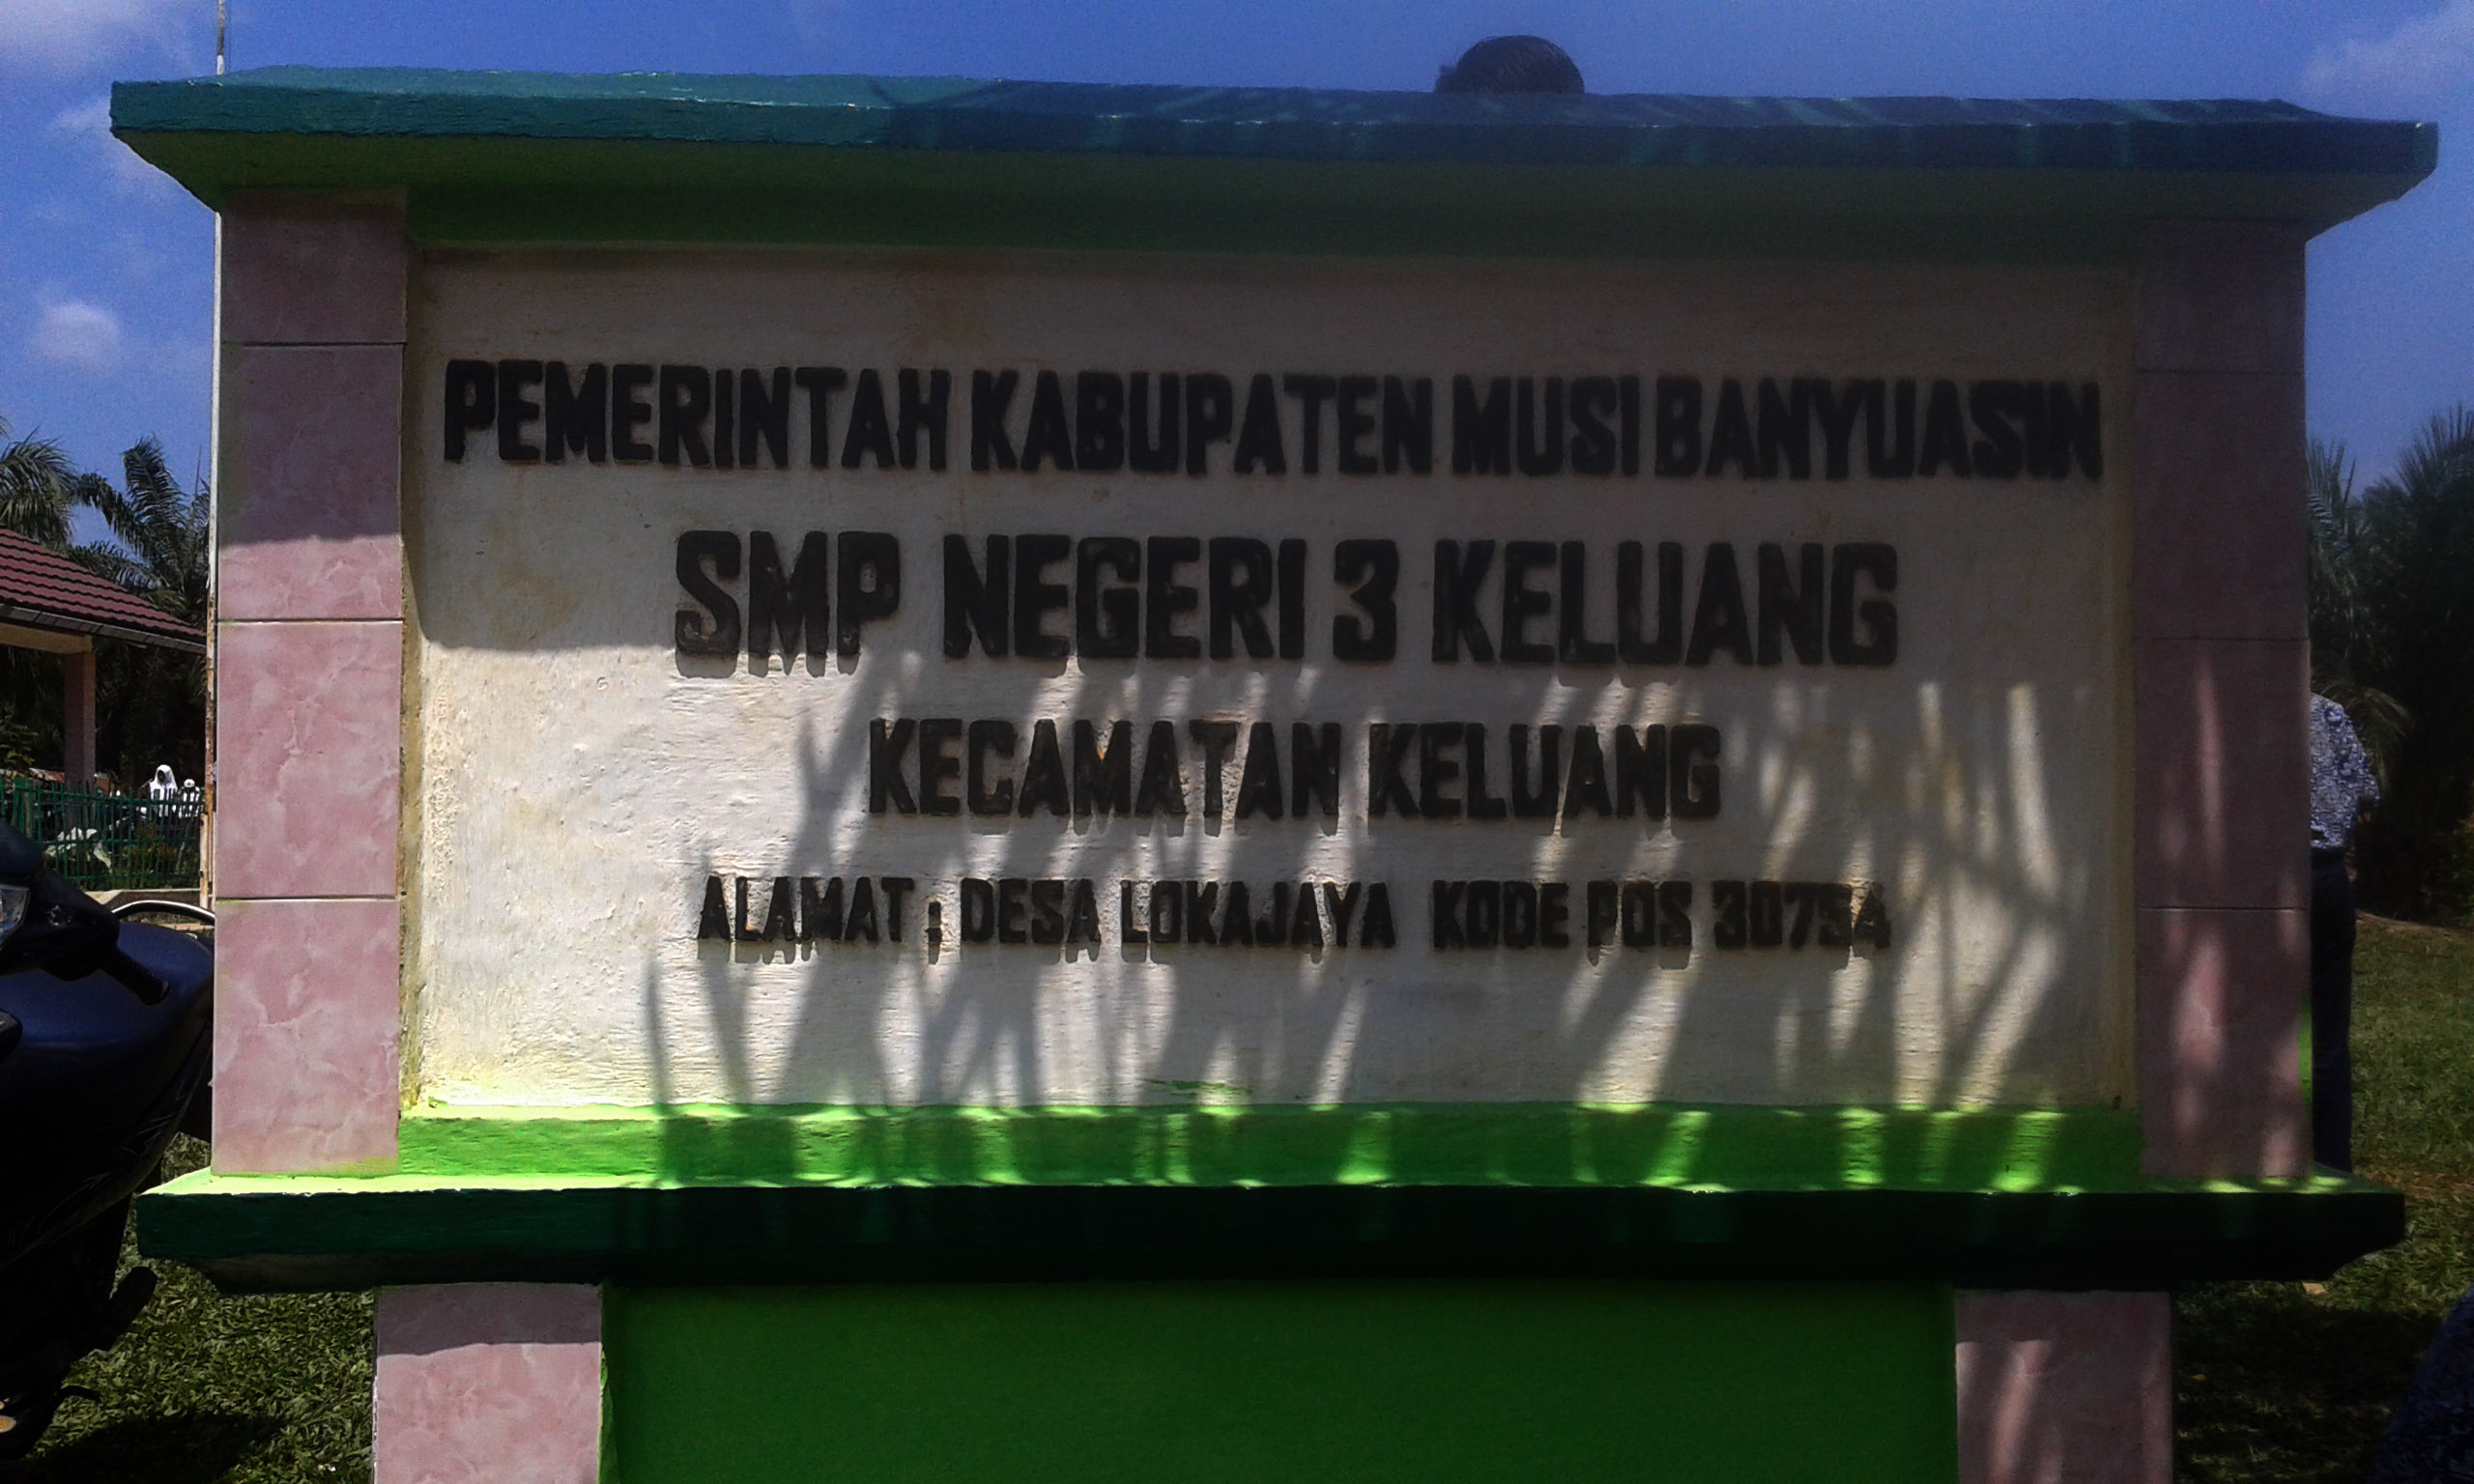 PEMERINTAH KABUPATEN MUSI BANYUASIN
SMP NEGERI 3 KELUANG
KECAMATAN KELUANG
ALAMAT ; DESA LOKAJAYA KODE POS 30754